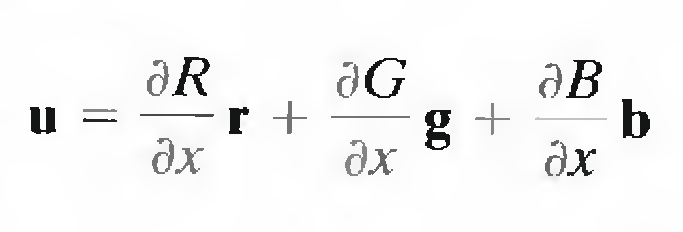 u = ∂R/∂x r + ∂G/∂x g + ∂B/∂x b